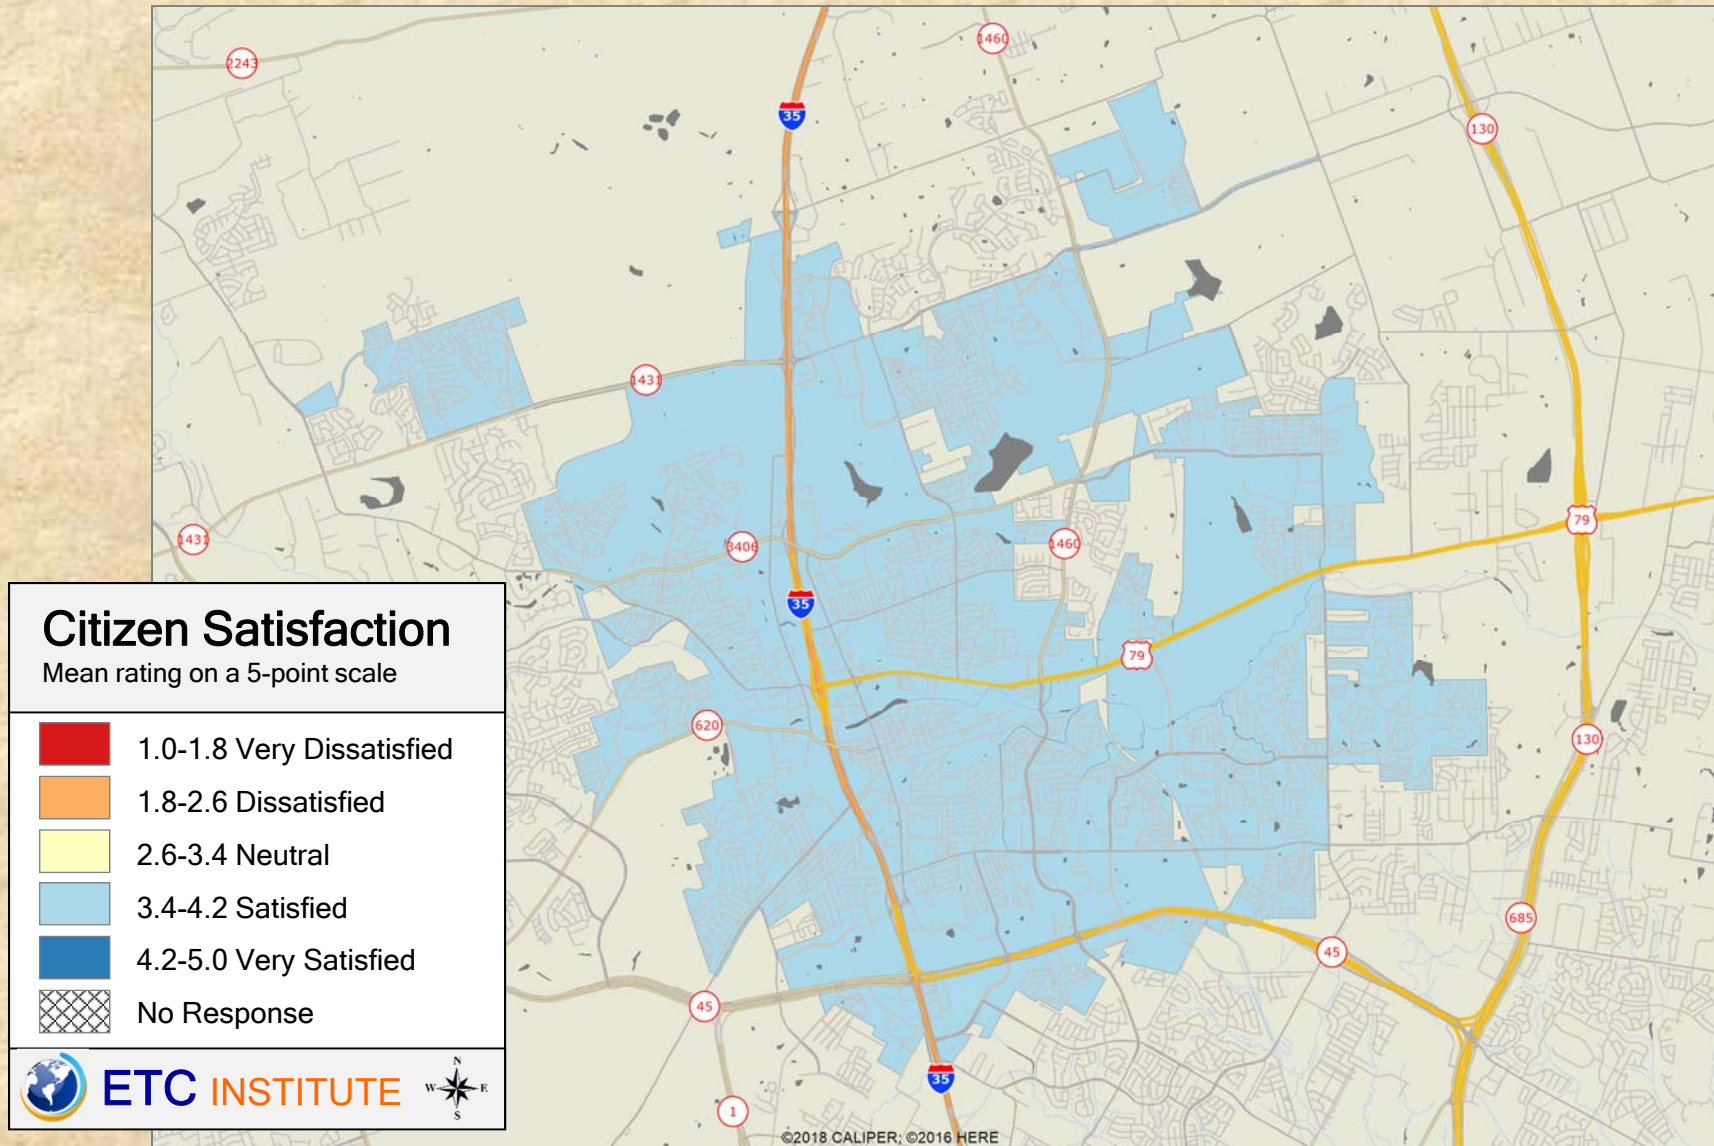 2243
1460
35
130
1431
1431
3406
1460
79
35
79
620
130
685
45
45
35
1
Citizen Satisfaction
Mean rating on a 5-point scale
1.0-1.8 Very Dissatisfied
1.8-2.6 Dissatisfied
2.6-3.4 Neutral
3.4-4.2 Satisfied
4.2-5.0 Very Satisfied
No Response
ETC INSTITUTE
N
W E
S
©2018 CALIPER; ©2016 HERE